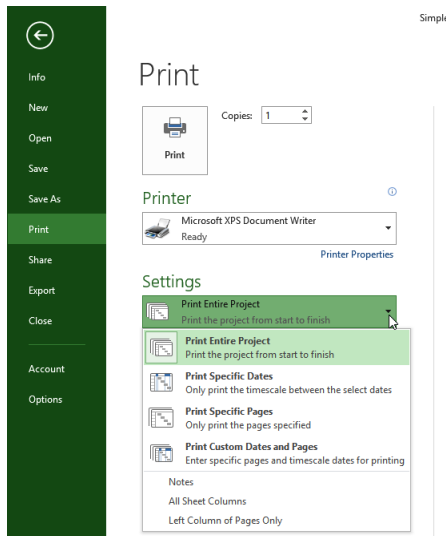 Simple
Info
New
Open
Save
Save As
Print
Share
Export
Close
Account
Options
Print
Copies: 1
Print
Printer
Microsoft XPS Document Writer
Ready
Printer Properties
Settings
Print Entire Project
Print the project from start to finish
Print Entire Project
Print the project from start to finish
Print Specific Dates
Only print the timescale between the select dates
Print Specific Pages
Only print the pages specified
Print Custom Dates and Pages
Enter specific pages and timescale dates for printing
Notes
All Sheet Columns
Left Column of Pages Only